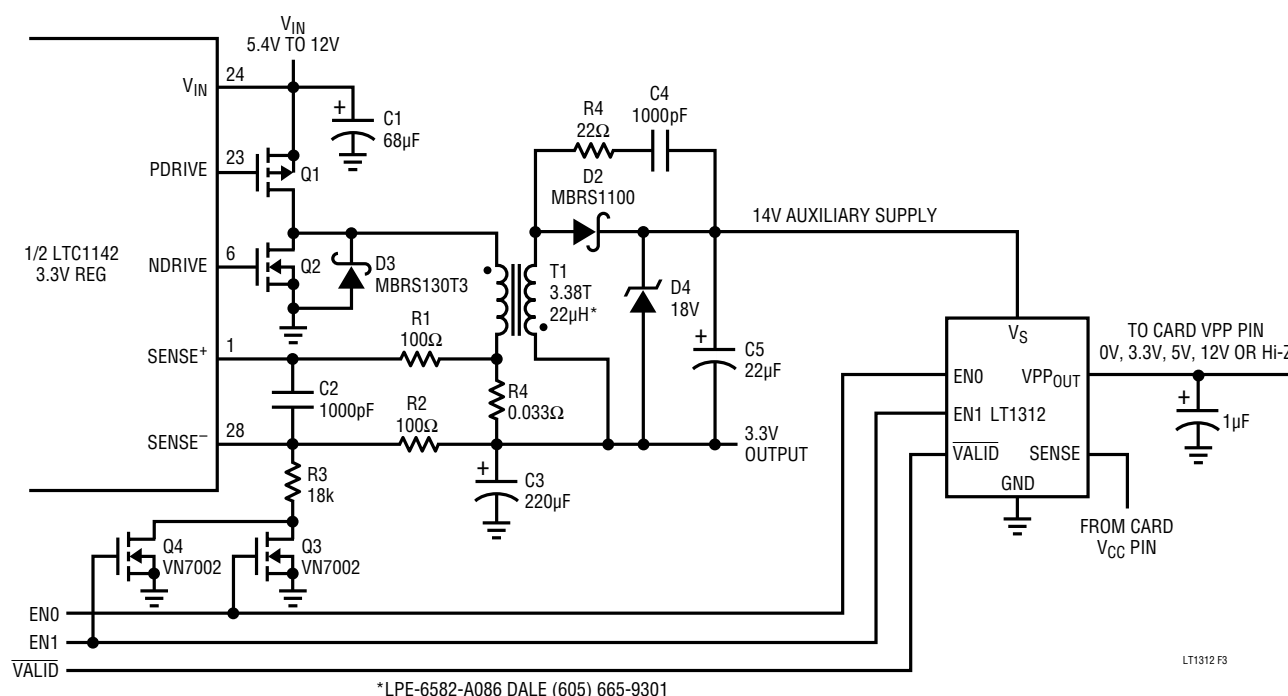 VIN
5.4V TO 12V
VIN
24
+
C1
68µF
PDRIVE
23
Q1
1/2 LTC1142
3.3V REG
NDRIVE
6
Q2
D3
MBRS130T3
R4
22Ω
C4
1000pF
D2
MBRS1100
14V AUXILIARY SUPPLY
T1
3.38T
22µH*
D4
18V
+
C5
22µF
SENSE+
1
R1
100Ω
C2
1000pF
R4
0.033Ω
R2
100Ω
SENSE–
28
3.3V
OUTPUT
R3
18k
+
C3
220µF
Q4
VN7002
Q3
VN7002
VS
TO CARD VPP PIN
0V, 3.3V, 5V, 12V OR Hi-Z
EN0
VPPOUT
EN1 LT1312
+
1µF
VALID
SENSE
GND
FROM CARD
VCC PIN
EN0
EN1
VALID
LT1312 F3
*LPE-6582-A086 DALE (605) 665-9301